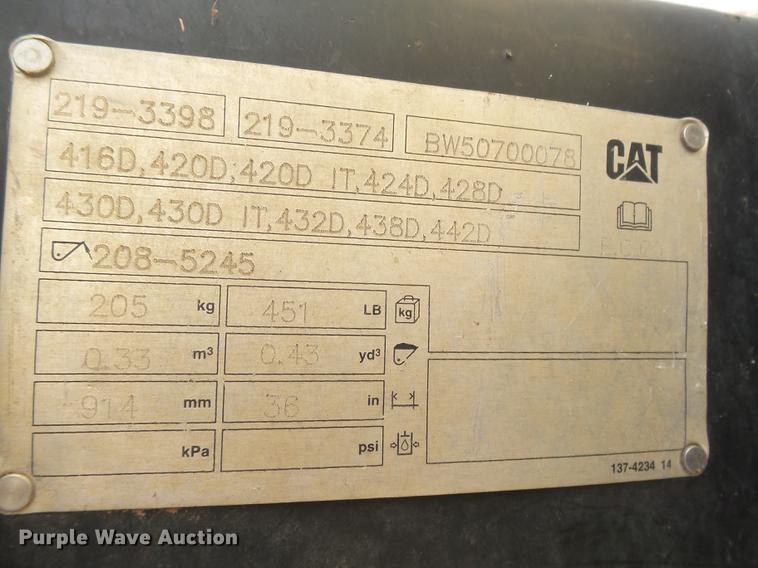 219-3398 219-3374 BW50700078 CAT
416D,420D,420D IT,424D,428D
430D,430D IT,432D,438D,442D
208-5245
205 kg 451 LB kg
0.33 m³ 0.43 yd³
914 mm 36 in
kPa psi
137-4234 14
Purple Wave Auction